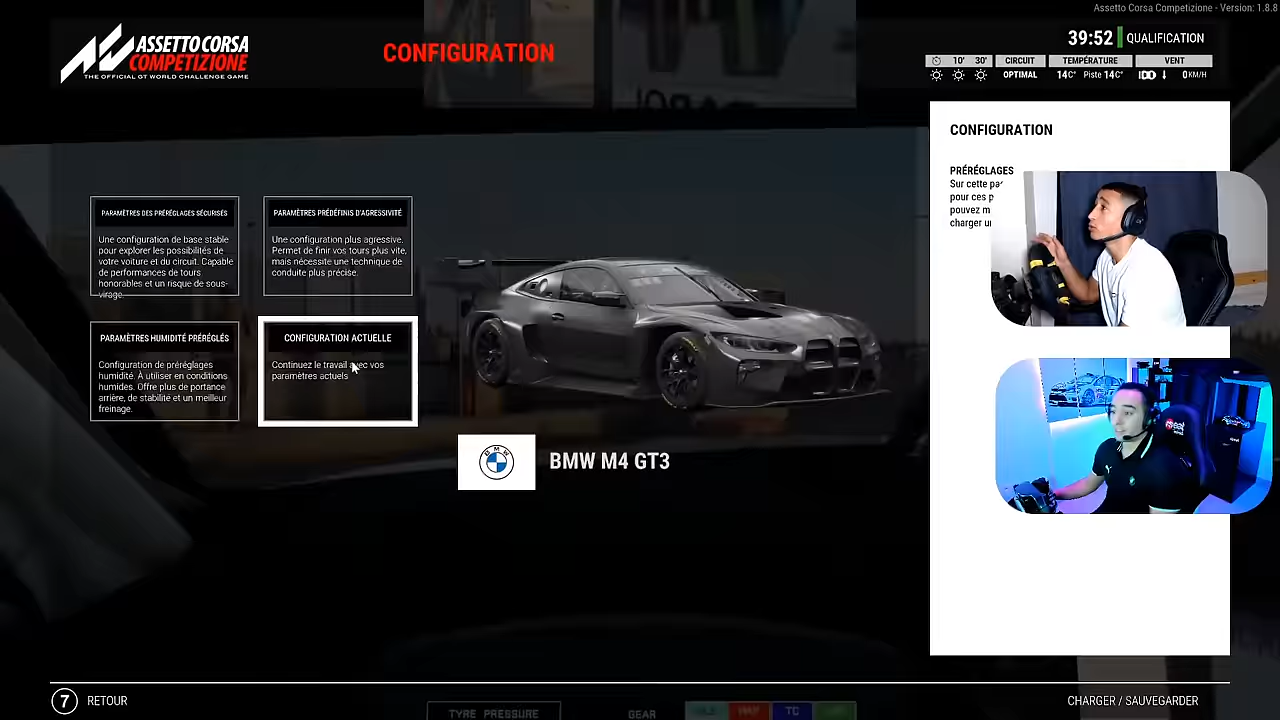 Assetto Corsa Competizione - Version: 1.8.8
ASSETTO CORSA
COMPETIZIONE
THE OFFICIAL GT WORLD CHALLENGE GAME
CONFIGURATION
39:52 QUALIFICATION
10' 30' CIRCUIT TEMPÉRATURE VENT
OPTIMAL 14C° Piste 14C° 0KM/H
CONFIGURATION
PRÉRÉGLAGES
Sur cette
pour ces
pouvez
charger
PARAMÈTRES DES PRÉRÉGLAGES SÉCURISÉS
Une configuration de base stable
pour explorer les possibilités de
votre voiture et du circuit. Capable
de performances de tours
honorables et un risque de sous-
virage.
PARAMÈTRES PRÉDÉFINIS D'AGRESSIVITÉ
Une configuration plus agressive.
Permet de finir vos tours plus vite,
mais nécessite une technique de
conduite plus précise.
PARAMÈTRES HUMIDITÉ PRÉRÉGLÉS
Configuration de préréglages
humidité. À utiliser en conditions
humides. Offre plus de portance
arrière, de stabilité et un meilleur
freinage.
CONFIGURATION ACTUELLE
Continuez le travail avec vos
paramètres actuels
BMW
BMW M4 GT3
7 RETOUR
CHARGER / SAUVEGARDER
TYRE PRESSURE GEAR TC